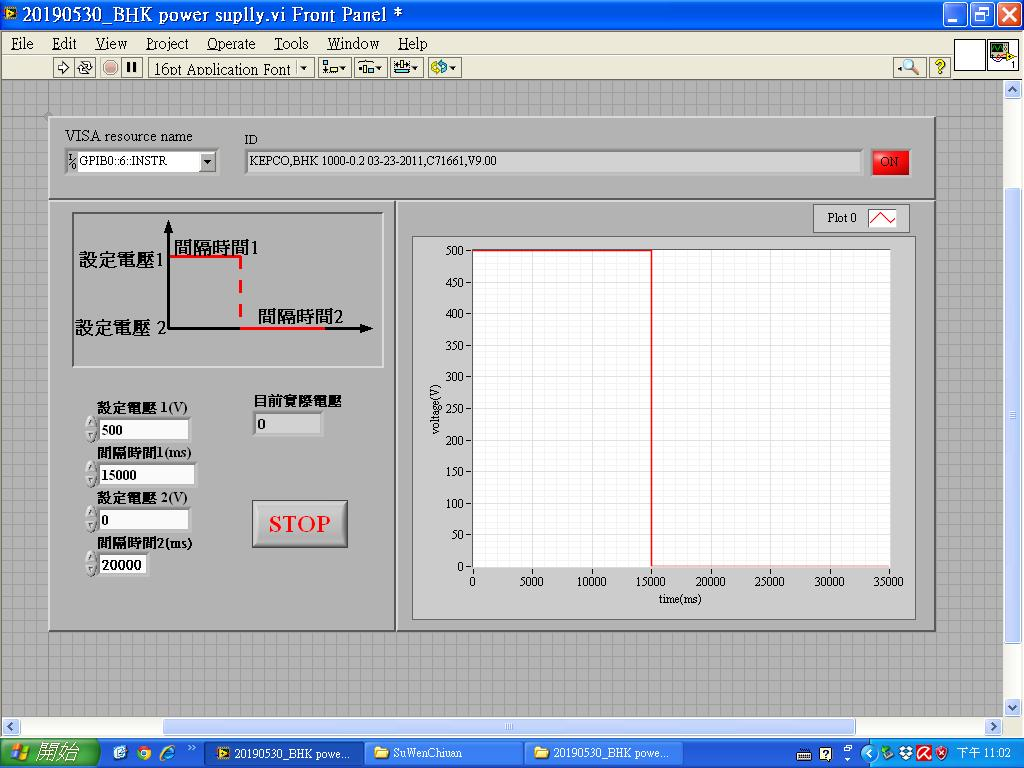 20190530_BHK power suplly.vi Front Panel *
File Edit View Project Operate Tools Window Help
16pt Application Font
1
VISA resource name
GPIB0::6::INSTR
ID
KEPCO,BHK 1000-0.2 03-23-2011,C71661,V9.00
ON
間隔時間1
設定電壓1
間隔時間2
設定電壓 2
設定電壓 1(V)
500
間隔時間1(ms)
15000
設定電壓 2(V)
0
間隔時間2(ms)
20000
目前實際電壓
0
STOP
Plot 0
voltage(V)
500
450
400
350
300
250
200
150
100
50
0
0 5000 10000 15000 20000 25000 30000 35000
time(ms)
開始
20190530_BHK powe...
SuWenChiuan
20190530_BHK powe...
下午 11:02